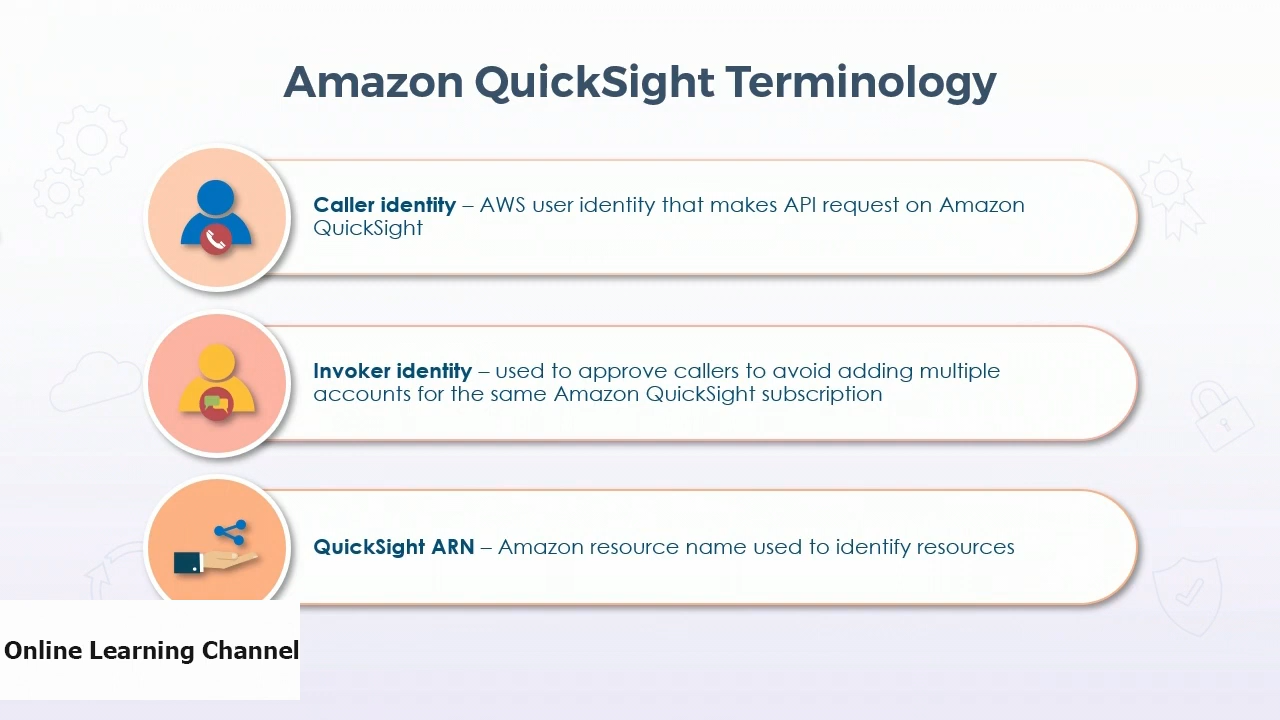 Amazon QuickSight Terminology
Caller identity – AWS user identity that makes API request on Amazon
QuickSight
Invoker identity – used to approve callers to avoid adding multiple
accounts for the same Amazon QuickSight subscription
QuickSight ARN – Amazon resource name used to identify resources
Online Learning Channel